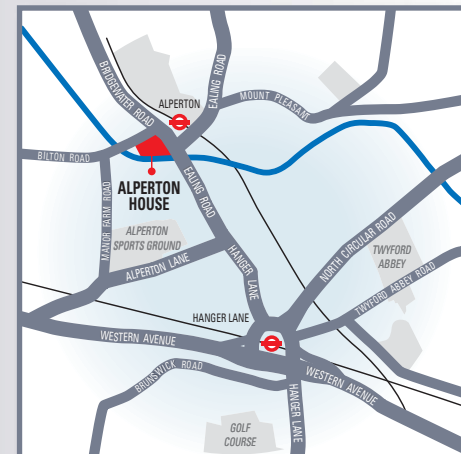 BRIDGEWATER ROAD
ALPERTON
EALING ROAD
MOUNT PLEASANT
BILTON ROAD
ALPERTON
HOUSE
EALING ROAD
MANOR FARM ROAD
ALPERTON
SPORTS GROUND
ALPERTON LANE
HANGER LANE
NORTH CIRCULAR ROAD
TWYFORD
ABBEY
TWYFORD ABBEY ROAD
HANGER LANE
WESTERN AVENUE
WESTERN AVENUE
BRUNSWICK ROAD
HANGER LANE
GOLF
COURSE